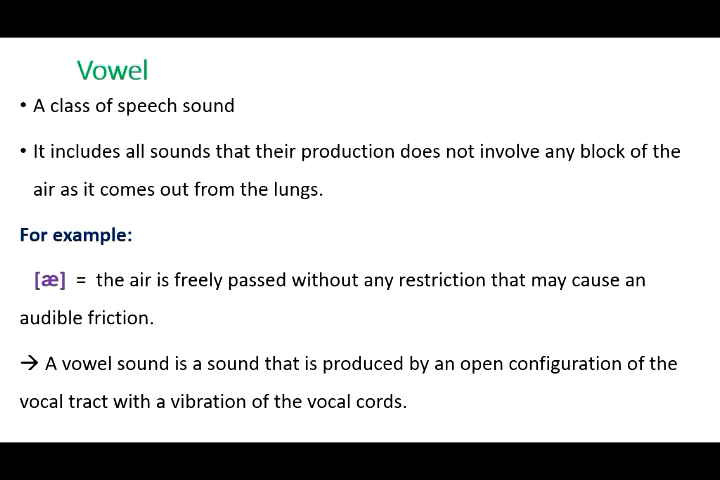 Vowel
• A class of speech sound
• It includes all sounds that their production does not involve any block of the
air as it comes out from the lungs.
For example:
[æ] = the air is freely passed without any restriction that may cause an
audible friction.
→ A vowel sound is a sound that is produced by an open configuration of the
vocal tract with a vibration of the vocal cords.